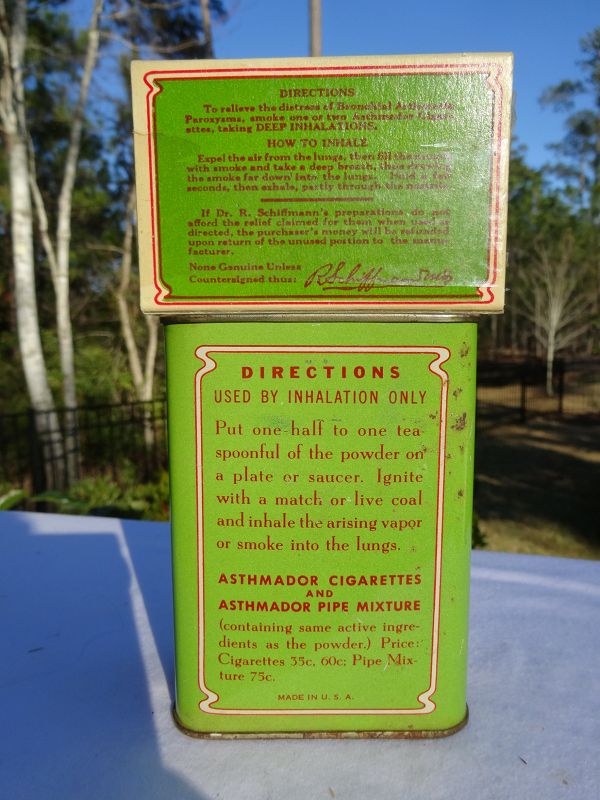 DIRECTIONS
To relieve the distress of Bronchial Asthmatic
Paroxysms, smoke one or two Asthmador Cigar-
ettes, taking DEEP INHALATIONS.
HOW TO INHALE
Expel the air from the lungs, then fill the mouth
with smoke and take a deep breath, thus drawing
the smoke far down into the lungs. Hold a few
seconds, then exhale, partly through the nostrils.
If Dr. R. Schiffmann's preparations do not
afford the relief claimed for them when used as
directed, the purchaser's money will be refunded
upon return of the unused portion to the manu-
facturer.
None Genuine Unless
Countersigned thus: R. Schiffmann
DIRECTIONS
USED BY INHALATION ONLY
Put one-half to one tea-
spoonful of the powder on
a plate or saucer. Ignite
with a match or live coal
and inhale the arising vapor
or smoke into the lungs.
ASTHMADOR CIGARETTES
AND
ASTHMADOR PIPE MIXTURE
(containing same active ingre-
dients as the powder.) Price:
Cigarettes 35c, 60c; Pipe Mix-
ture 75c.
MADE IN U. S. A.